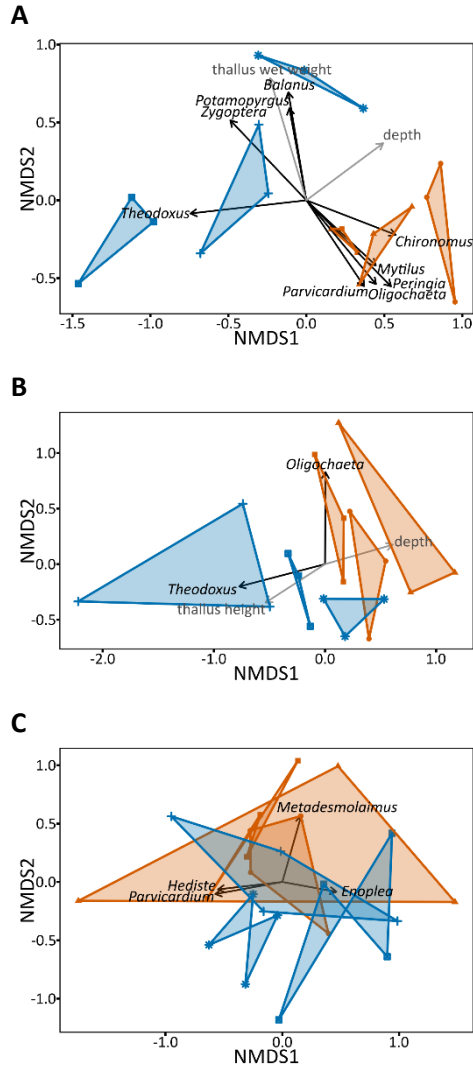 A
1.0
0.5
0.0
-0.5
NMDS2
thallus wet weight
Balanus
Potamopyrgus
Zygoptera
depth
Theodoxus
Chironomus
Mytilus
Peringia
Parvicardium
Oligochaeta
-1.5 -1.0 -0.5 0.0 0.5 1.0
NMDS1
B
1.0
0.5
0.0
-0.5
NMDS2
Oligochaeta
depth
Theodoxus
thallus height
-2.0 -1.0 0.0 1.0
NMDS1
C
1.0
0.5
0.0
-0.5
-1.0
NMDS2
Metadesmolaimus
Hediste
Parvicardium
Enoplea
-1.0 0.0 1.0
NMDS1